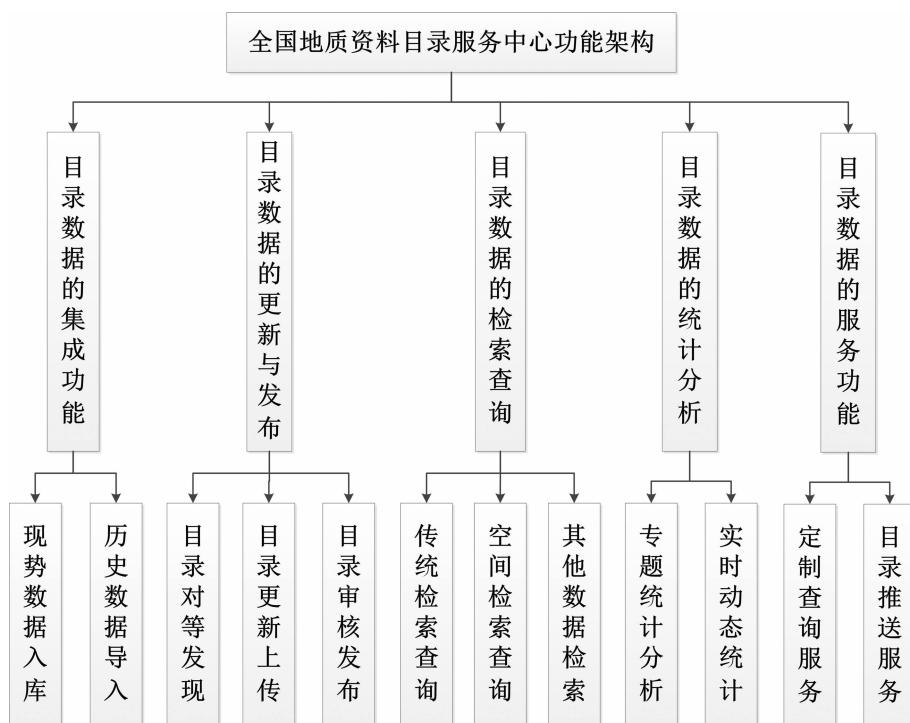 全国地质资料目录服务中心功能架构
目录数据的集成功能
目录数据的更新与发布
目录数据的检索查询
目录数据的统计分析
目录数据的服务功能
现势数据入库
历史数据导入
目录对等发现
目录更新上传
目录审核发布
传统检索查询
空间检索查询
其他数据检索
专题统计分析
实时动态统计
定制查询服务
目录推送服务